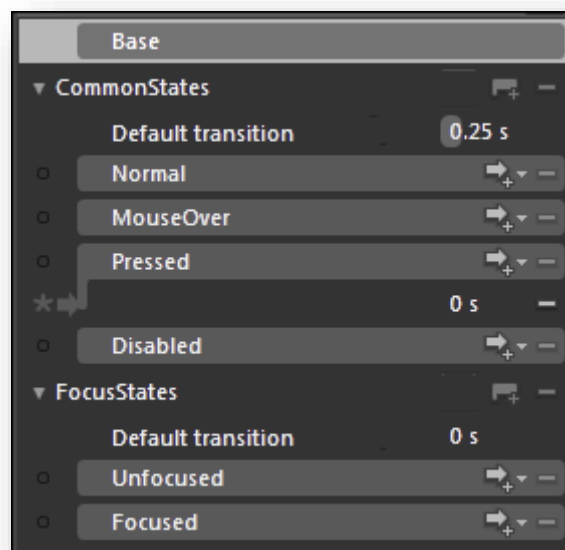 Base
CommonStates
Default transition 0.25 s
Normal
MouseOver
Pressed
0 s
Disabled
FocusStates
Default transition 0 s
Unfocused
Focused